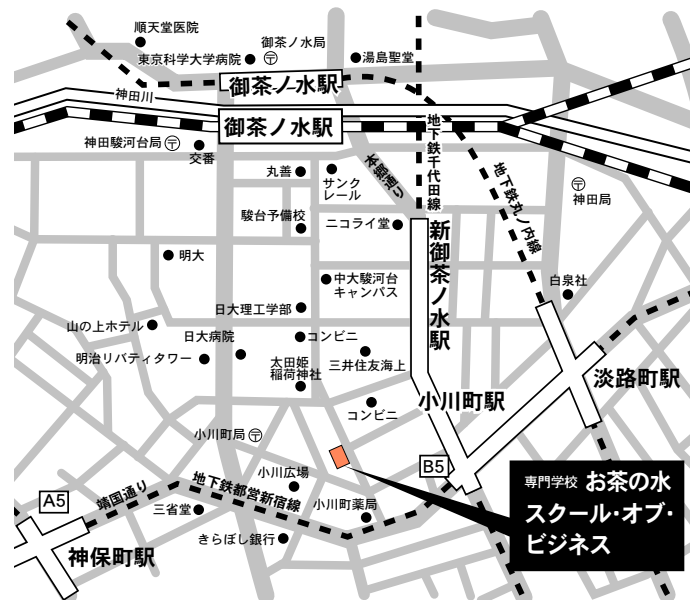 順天堂医院
東京科学大学病院
御茶ノ水局
〒
湯島聖堂
御茶ノ水駅
神田川
御茶ノ水駅
神田駿河台局 〒
交番
丸善
サンク
レール
本郷通り
地下鉄千代田線
地下鉄丸ノ内線
〒
神田局
駿台予備校
ニコライ堂
新御茶ノ水駅
明大
中大駿河台
キャンパス
白泉社
日大理工学部
山の上ホテル
日大病院
コンビニ
明治リバティタワー
太田姫
稲荷神社
三井住友海上
淡路町駅
コンビニ
小川町駅
小川町局 〒
B5
小川広場
専門学校 お茶の水
スクール・オブ・
ビジネス
A5
靖国通り
地下鉄都営新宿線
三省堂
小川町薬局
きらぼし銀行
神保町駅